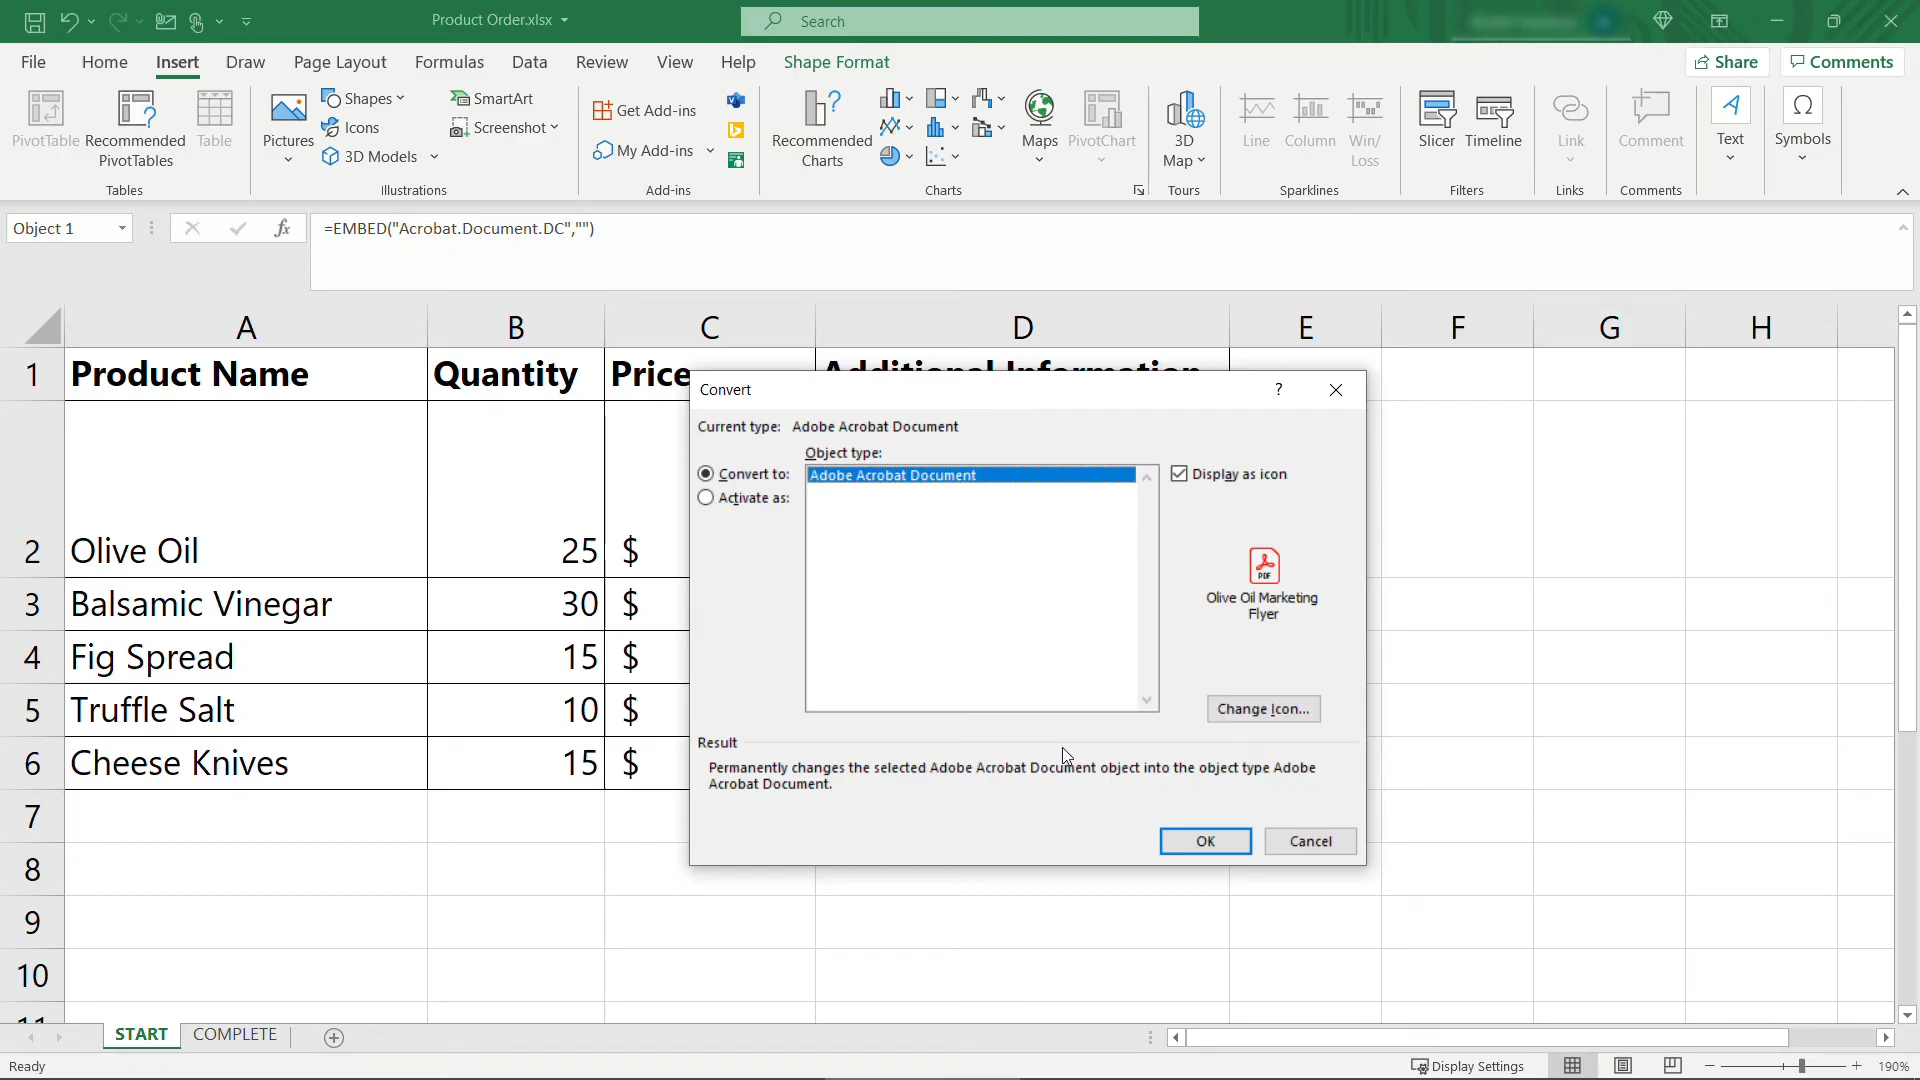 Product Order.xlsx
Search
File Home Insert Draw Page Layout Formulas Data Review View Help Shape Format Share Comments
PivotTable
Recommended
PivotTables
Table
Tables
Pictures
Shapes
Icons
3D Models
SmartArt
Screenshot
Illustrations
Get Add-ins
My Add-ins
Add-ins
Recommended
Charts
Maps
PivotChart
Charts
3D
Map
Tours
Line
Column
Win/
Loss
Sparklines
Slicer
Timeline
Filters
Link
Links
Comment
Comments
Text
Symbols
Object 1
fx
=EMBED("Acrobat.Document.DC","")
A B C D E F G H
1 Product Name Quantity Price Additional Information
2 Olive Oil 25 $
3 Balsamic Vinegar 30 $
4 Fig Spread 15 $
5 Truffle Salt 10 $
6 Cheese Knives 15 $
7
8
9
10
11
Convert ?
Current type: Adobe Acrobat Document
Object type:
Convert to:
Activate as:
Adobe Acrobat Document
Display as icon
PDF
Olive Oil Marketing
Flyer
Change Icon...
Result
Permanently changes the selected Adobe Acrobat Document object into the object type Adobe
Acrobat Document.
OK Cancel
START COMPLETE
Ready
Display Settings
190%